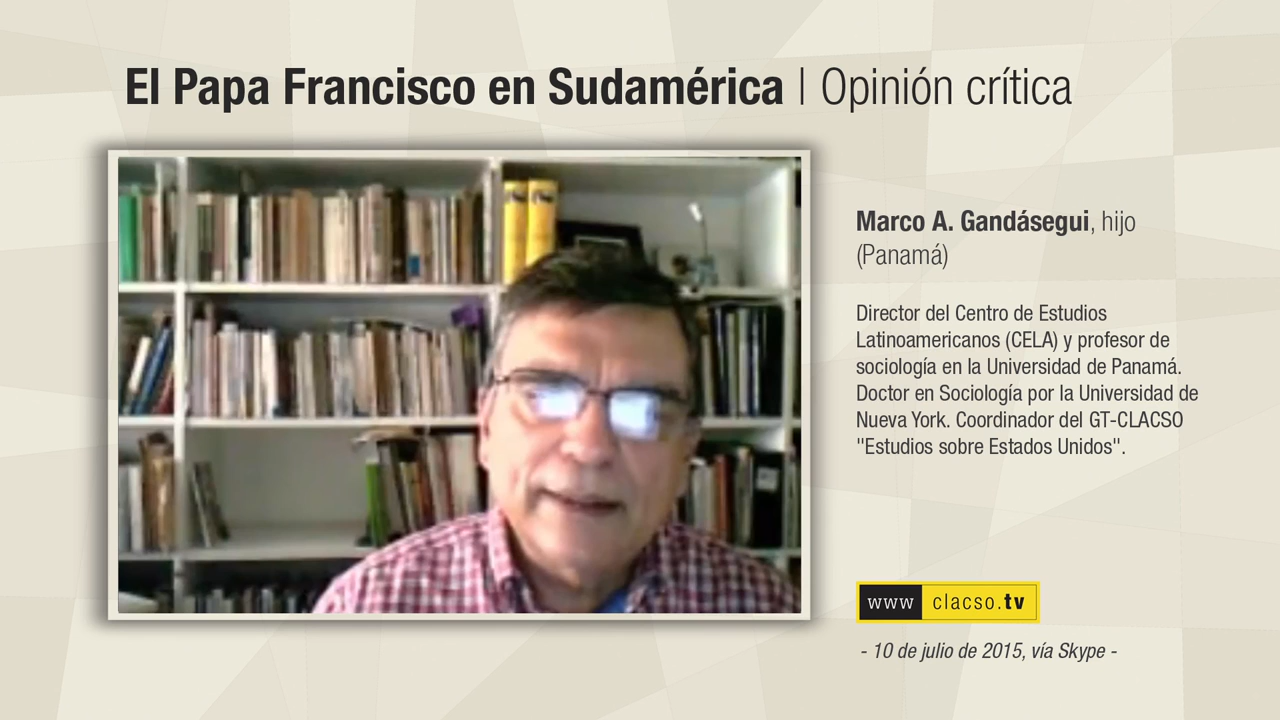 El Papa Francisco en Sudamérica | Opinión crítica
Marco A. Gandásegui, hijo
(Panamá)
Director del Centro de Estudios
Latinoamericanos (CELA) y profesor de
sociología en la Universidad de Panamá.
Doctor en Sociología por la Universidad de
Nueva York. Coordinador del GT-CLACSO
"Estudios sobre Estados Unidos".
www clacso.tv
- 10 de julio de 2015, vía Skype -